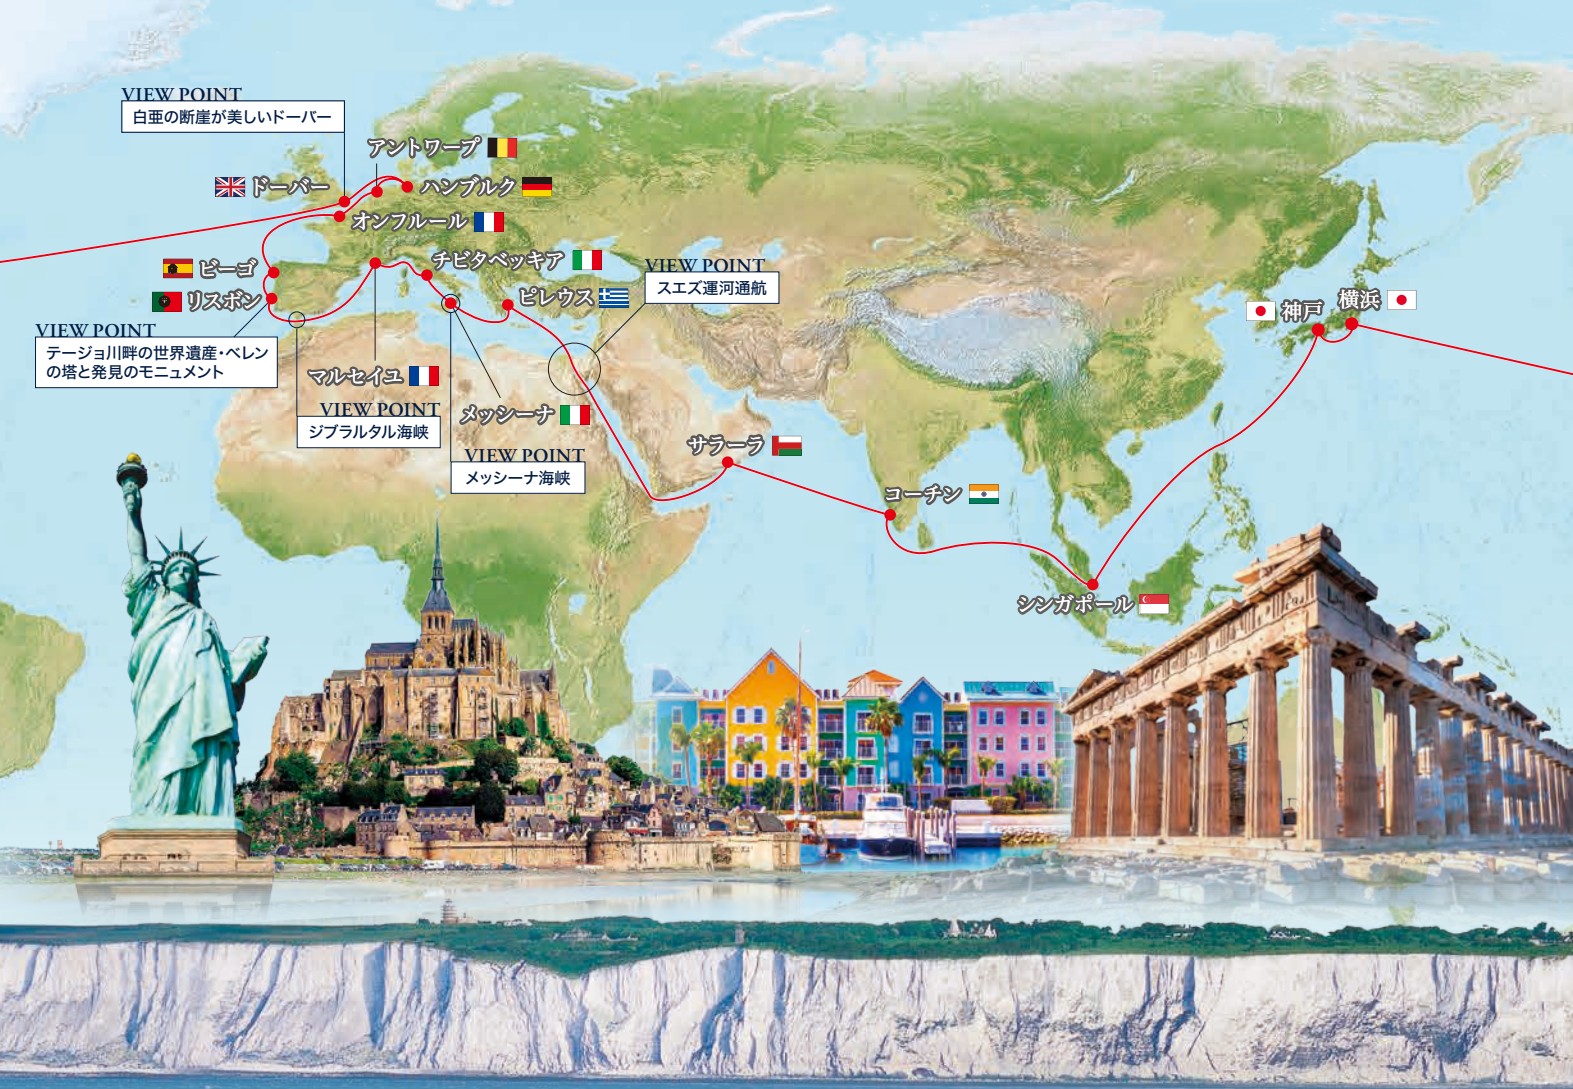 VIEW POINT
白亜の断崖が美しいドーバー
アントワープ
ドーバー
ハンブルク
オンフルール
ビーゴ
チビタベッキア
VIEW POINT
スエズ運河通航
リスボン
ピレウス
神戸
横浜
VIEW POINT
テージョ川畔の世界遺産・ベレン
の塔と発見のモニュメント
マルセイユ
VIEW POINT
ジブラルタル海峡
メッシーナ
VIEW POINT
メッシーナ海峡
サラーラ
コーチン
シンガポール